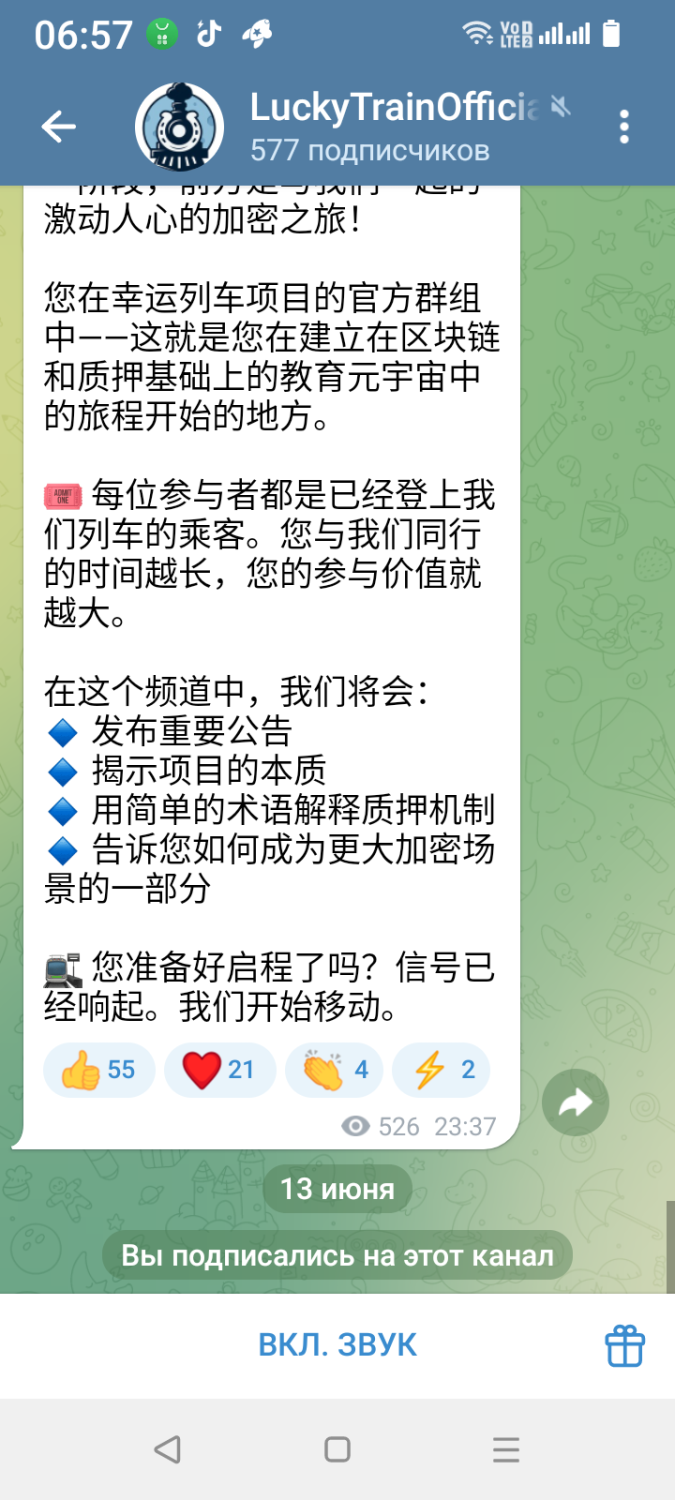 06:57
VoD
LTE2
LuckyTrainOffici
577 подписчиков
激动人心的加密之旅！
您在幸运列车项目的官方群组
中——这就是您在建立在区块链
和质押基础上的教育元宇宙中
的旅程开始的地方。
ADMIT
ONE
每位参与者都是已经登上我
们列车的乘客。您与我们同行
的时间越长，您的参与价值就
越大。
在这个频道中，我们将会：
发布重要公告
揭示项目的本质
用简单的术语解释质押机制
告诉您如何成为更大加密场
景的一部分
您准备好启程了吗？信号已
经响起。我们开始移动。
55 21 4 2
526 23:37
13 июня
Вы подписались на этот канал
ВКЛ. ЗВУК